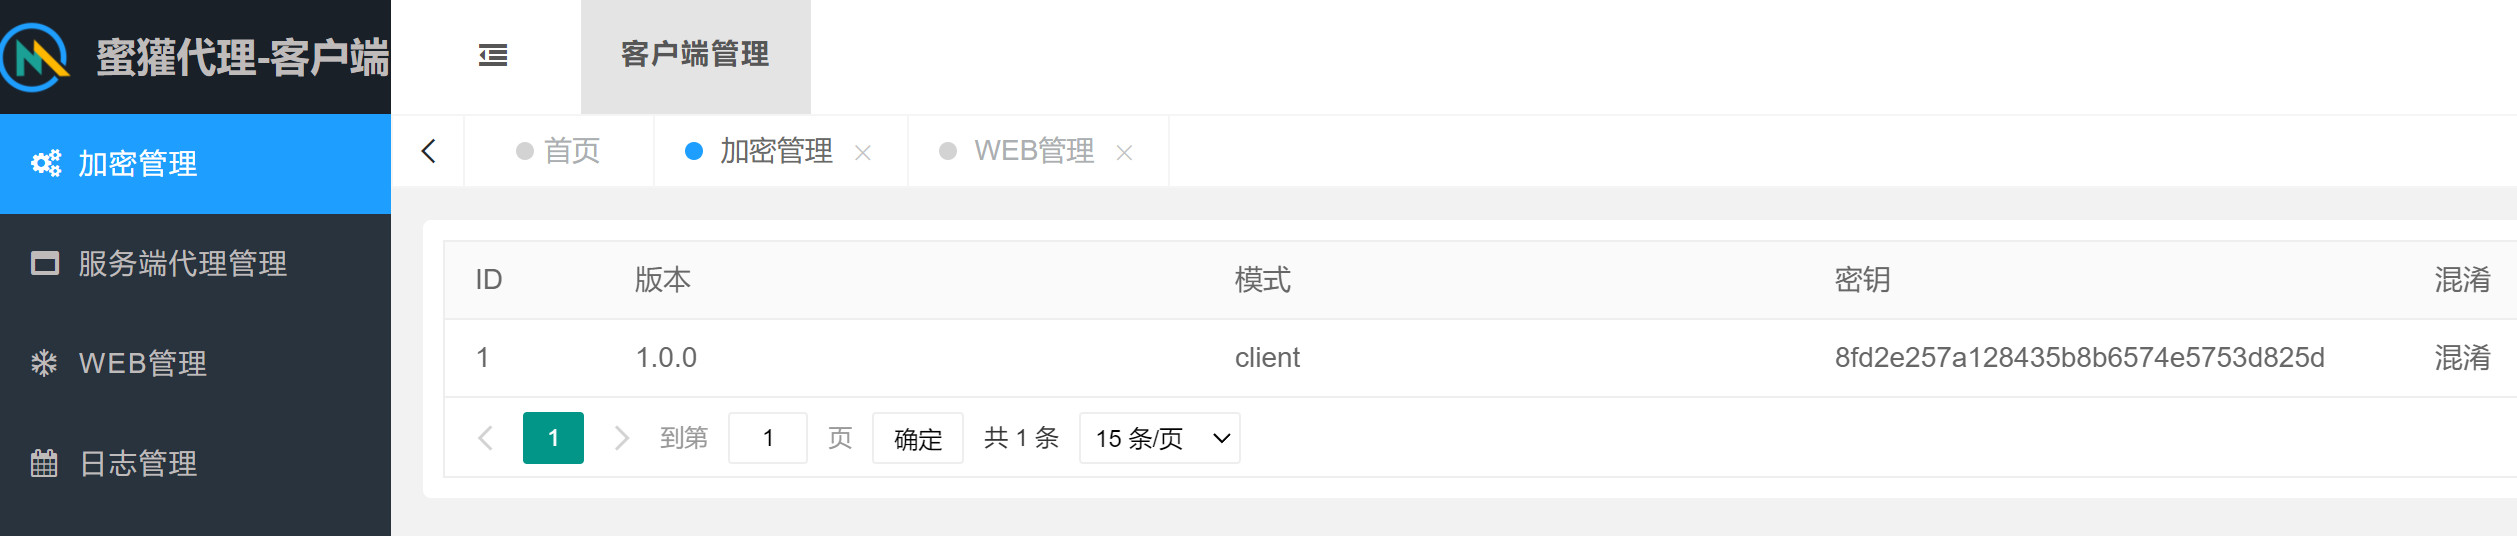 蜜獾代理-客户端
客户端管理
首页
加密管理
WEB管理
加密管理
服务端代理管理
WEB管理
日志管理
ID 版本 模式 密钥 混淆
1 1.0.0 client 8fd2e257a128435b8b6574e5753d825d 混淆
1 到第 1 页 确定 共 1 条 15 条/页